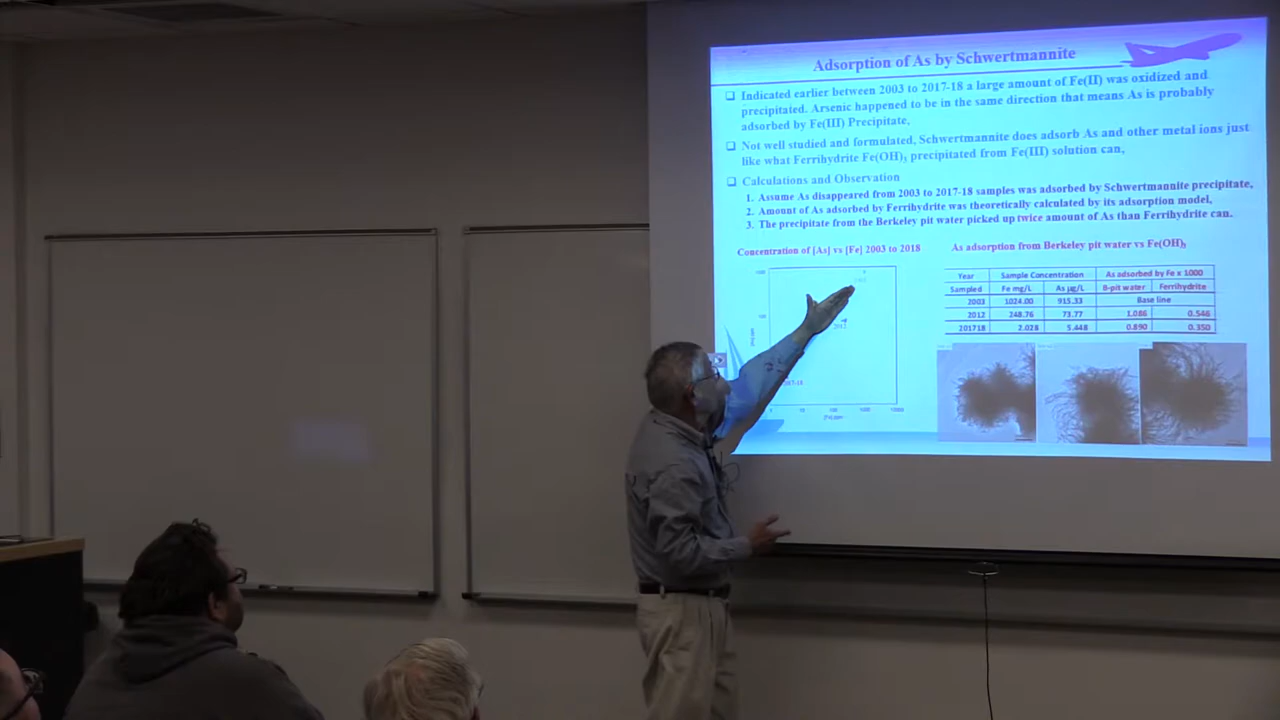 Adsorption of As by Schwertmannite
Indicated earlier between 2003 to 2017-18 a large amount of Fe(II) was oxidized and
precipitated. Arsenic happened to be in the same direction that means As is probably
adsorbed by Fe(III) Precipitate,
Not well studied and formulated, Schwertmannite does adsorb As and other metal ions just
like what Ferrihydrite Fe(OH)3 precipitated from Fe(III) solution can,
Calculations and Observation
1. Assume As disappeared from 2003 to 2017-18 samples was adsorbed by Schwertmannite precipitate,
2. Amount of As adsorbed by Ferrihydrite was theoretically calculated by its adsorption model,
3. The precipitate from the Berkeley pit water picked up twice amount of As than Ferrihydrite can.
Concentration of [As] vs [Fe] 2003 to 2018
2012
2017-18
As adsorption from Berkeley pit water vs Fe(OH)3
Year Sample Concentration As adsorbed by Fe x 1000
Sampled Fe mg/L As µg/L B-pit water Ferrihydrite
2003 1024.00 915.33 Base line
2012 248.76 73.77 1.086 0.546
201718 2.028 5.448 0.890 0.350